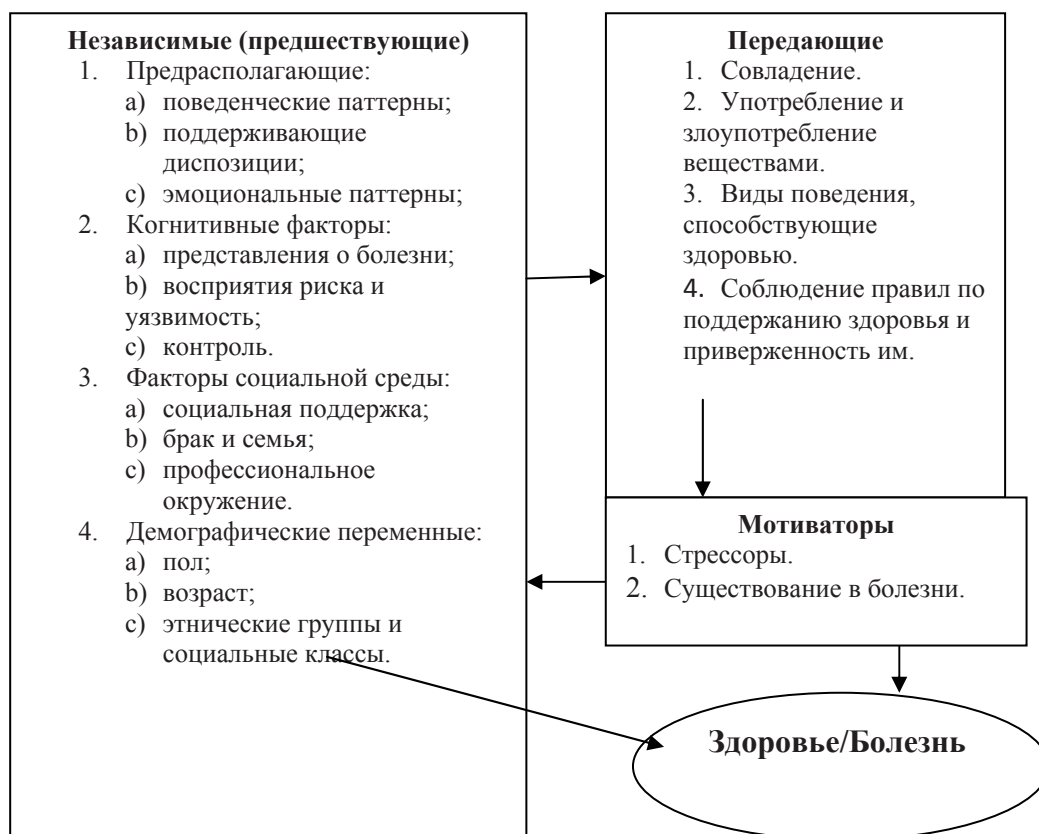 Независимые (предшествующие)
1. Предрасполагающие:
a) поведенческие паттерны;
b) поддерживающие
диспозиции;
c) эмоциональные паттерны;
2. Когнитивные факторы:
a) представления о болезни;
b) восприятия риска и
уязвимость;
c) контроль.
3. Факторы социальной среды:
a) социальная поддержка;
b) брак и семья;
c) профессиональное
окружение.
4. Демографические переменные:
a) пол;
b) возраст;
c) этнические группы и
социальные классы.
Передающие
1. Совладение.
2. Употребление и
злоупотребление
веществами.
3. Виды поведения,
способствующие
здоровью.
4. Соблюдение правил по
поддержанию здоровья и
приверженность им.
Мотиваторы
1. Стрессоры.
2. Существование в болезни.
Здоровье/Болезнь